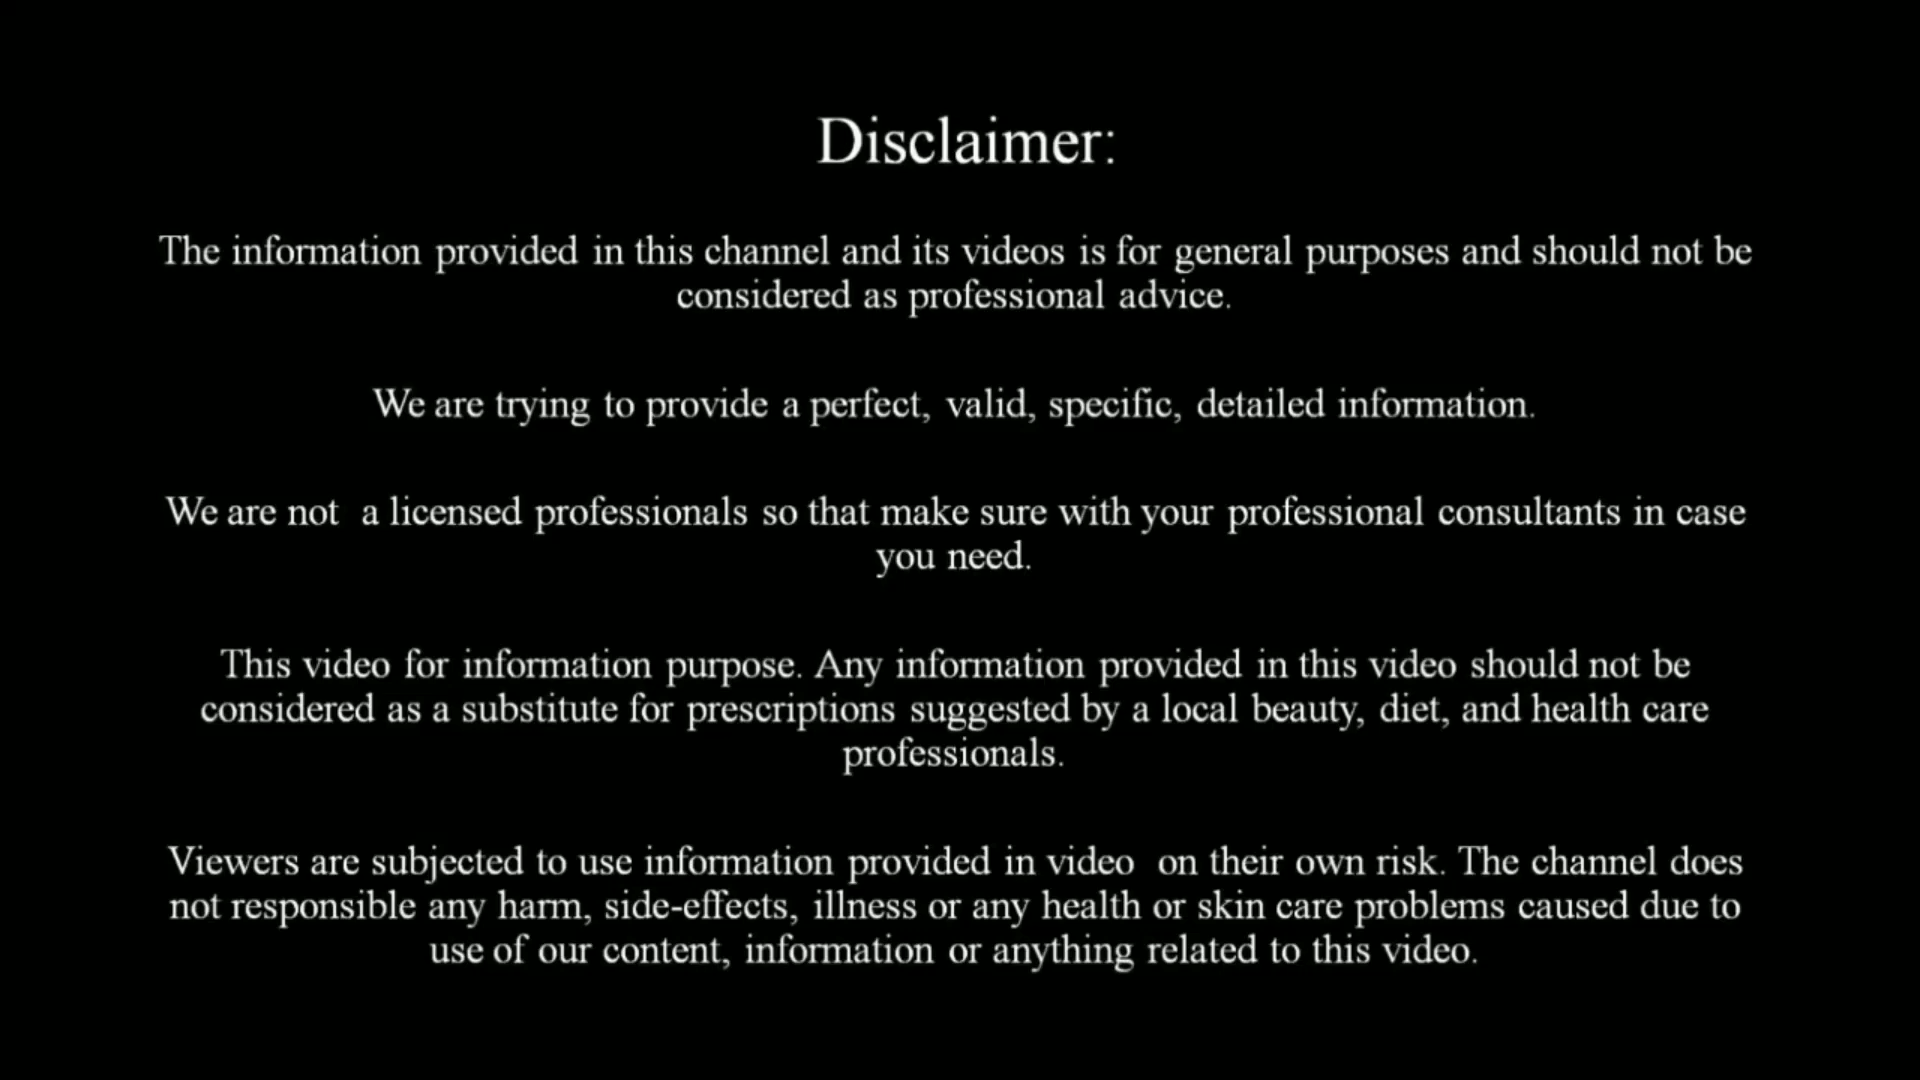 Disclaimer:
The information provided in this channel and its videos is for general purposes and should not be
considered as professional advice.
We are trying to provide a perfect, valid, specific, detailed information.
We are not  a licensed professionals so that make sure with your professional consultants in case
you need.
This video for information purpose. Any information provided in this video should not be
considered as a substitute for prescriptions suggested by a local beauty, diet, and health care
professionals.
Viewers are subjected to use information provided in video  on their own risk. The channel does
not responsible any harm, side-effects, illness or any health or skin care problems caused due to
use of our content, information or anything related to this video.